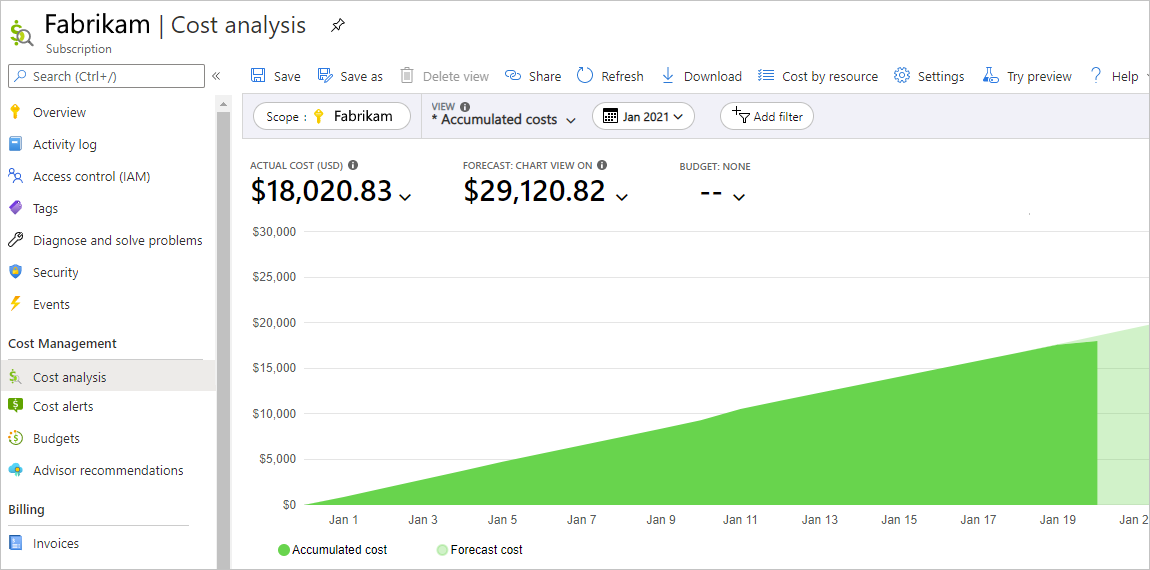 Fabrikam | Cost analysis
Subscription
Search (Ctrl+/)
«
Save
Save as
Delete view
Share
Refresh
Download
Cost by resource
Settings
Try preview
Help
Overview
Activity log
Access control (IAM)
Tags
Diagnose and solve problems
Security
Events
Cost Management
Cost analysis
Cost alerts
Budgets
Advisor recommendations
Billing
Invoices
Scope : Fabrikam
VIEW
* Accumulated costs
Jan 2021
Add filter
ACTUAL COST (USD)
$18,020.83
FORECAST: CHART VIEW ON
$29,120.82
BUDGET: NONE
--
$30,000
$25,000
$20,000
$15,000
$10,000
$5,000
$0
Jan 1 Jan 3 Jan 5 Jan 7 Jan 9 Jan 11 Jan 13 Jan 15 Jan 17 Jan 19 Jan 2
Accumulated cost Forecast cost